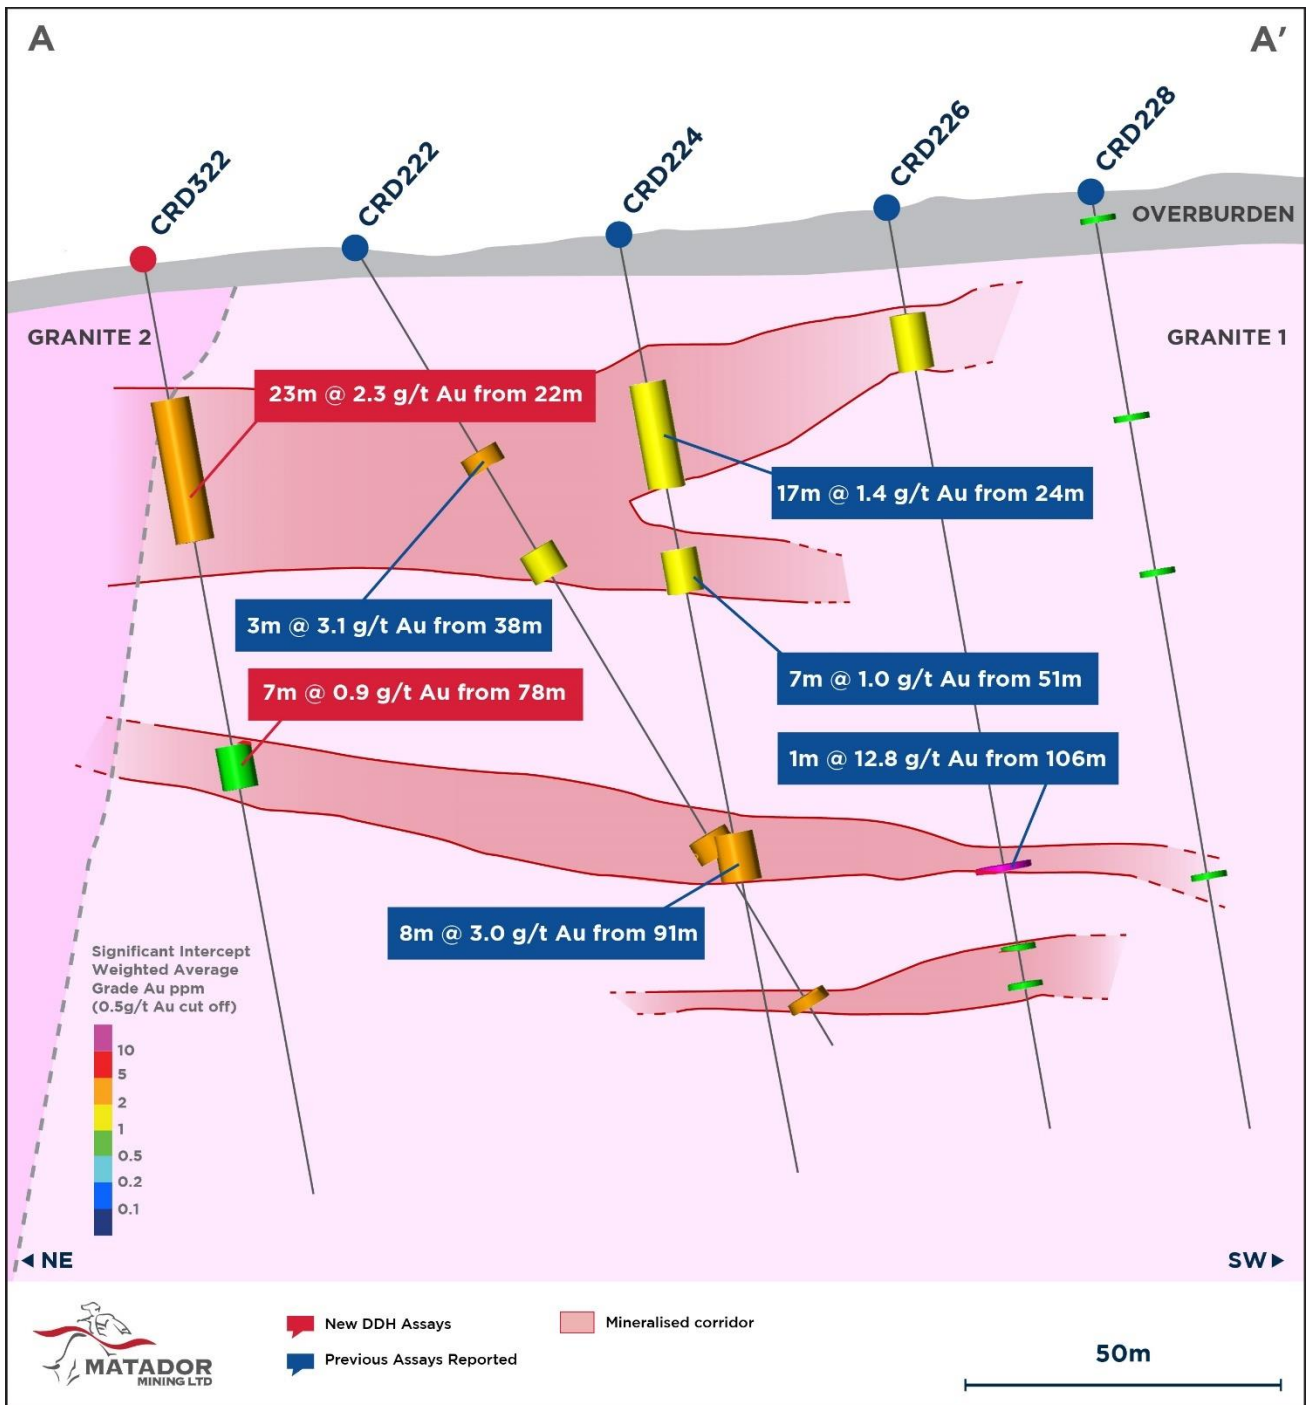 A
A′
CRD322
CRD222
CRD224
CRD226
CRD228
OVERBURDEN
GRANITE 2
GRANITE 1
23m @ 2.3 g/t Au from 22m
17m @ 1.4 g/t Au from 24m
3m @ 3.1 g/t Au from 38m
7m @ 1.0 g/t Au from 51m
7m @ 0.9 g/t Au from 78m
1m @ 12.8 g/t Au from 106m
8m @ 3.0 g/t Au from 91m
Significant Intercept
Weighted Average
Grade Au ppm
(0.5g/t Au cut off)
10
5
2
1
0.5
0.2
0.1
NE
SW
MATADOR
MINING LTD
New DDH Assays
Previous Assays Reported
Mineralised corridor
50m